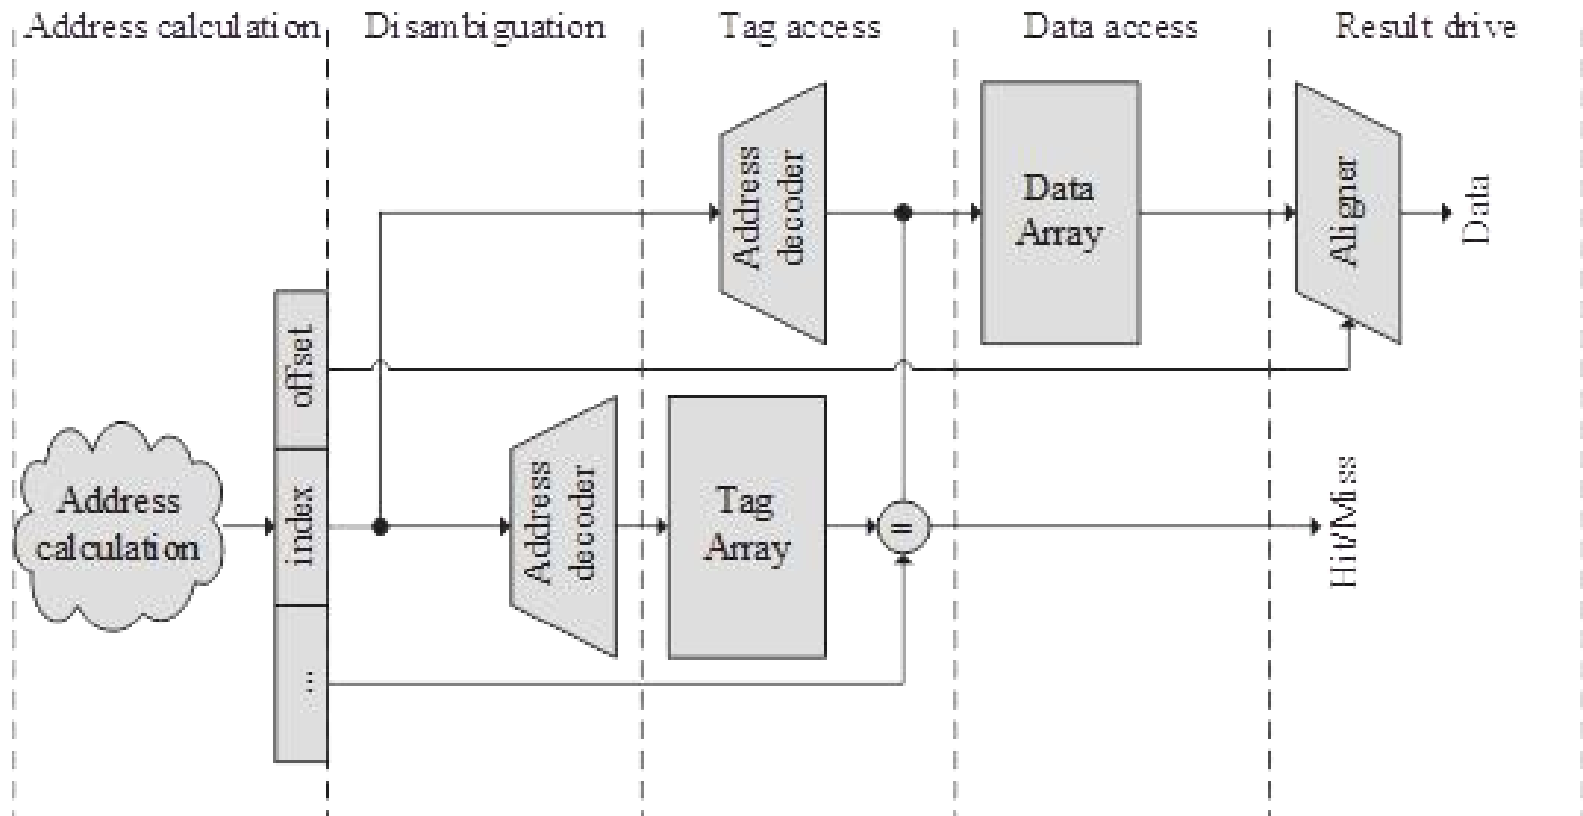 Address calculation
Disambiguation
Tag access
Data access
Result drive
Address
decoder
Data
Array
Aligner
Data
offset
index
...
Address
calculation
Address
decoder
Tag
Array
=
Hit/Miss